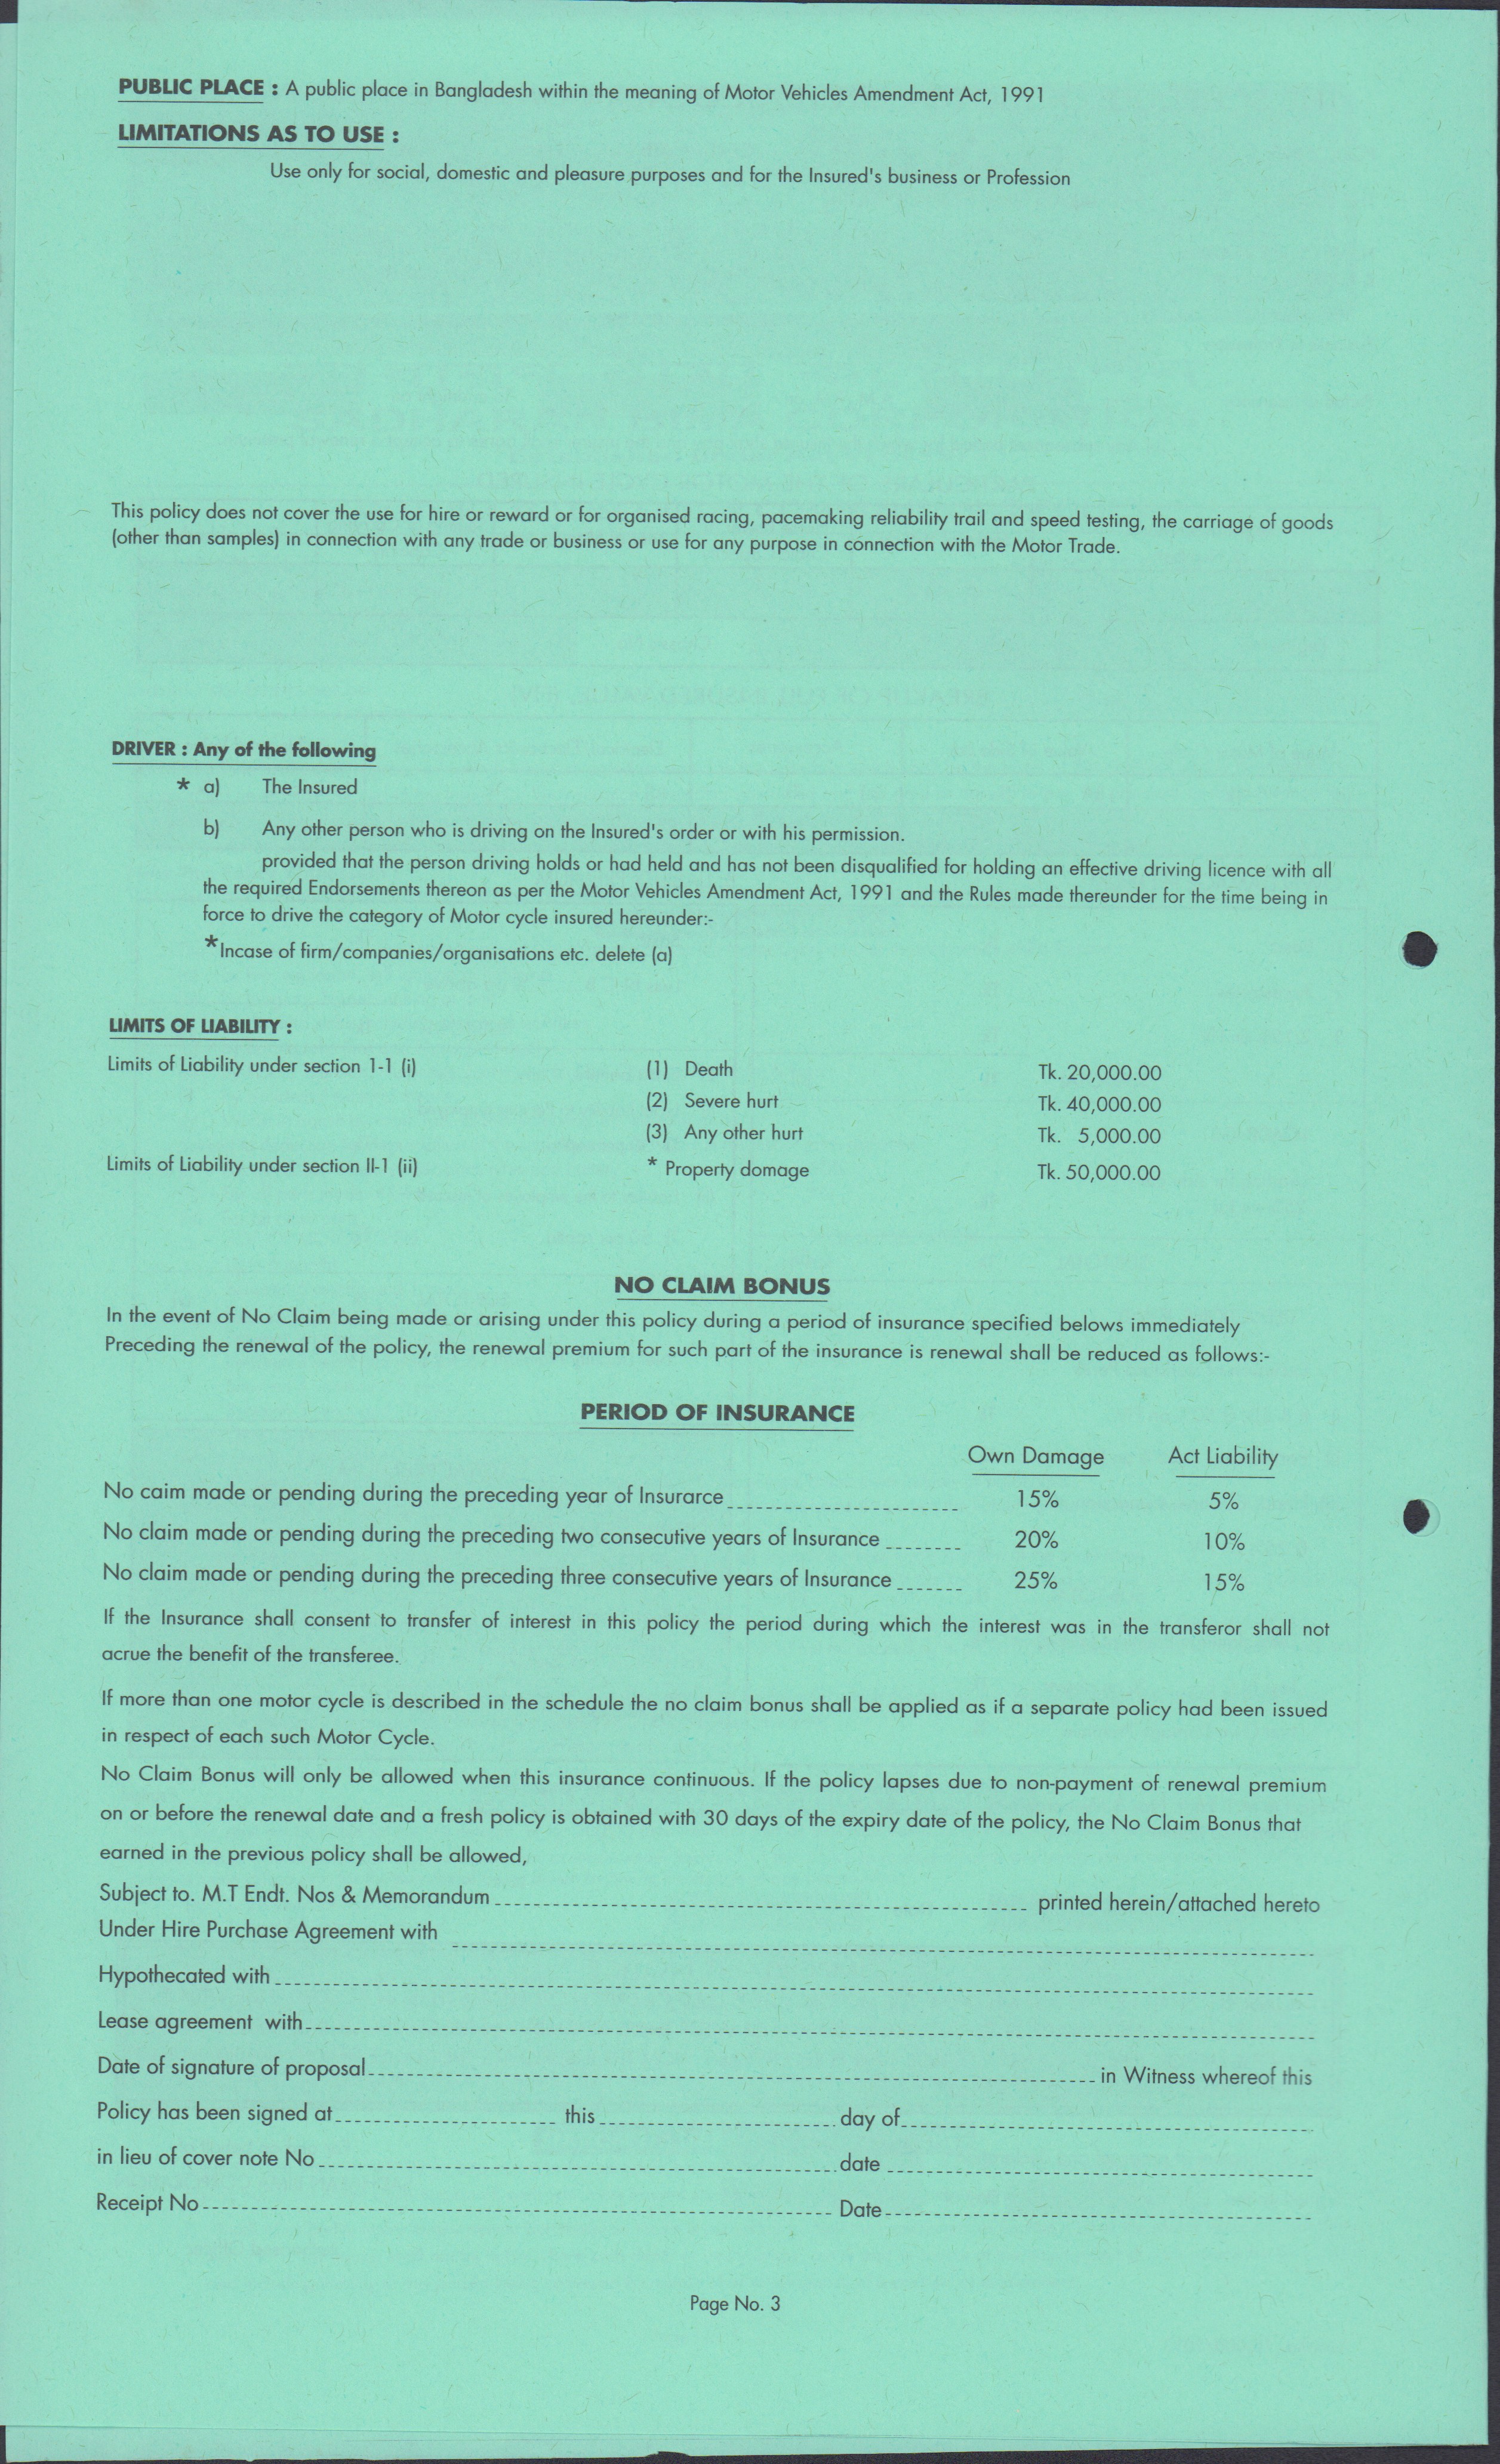 PUBLIC PLACE : A public place in Bangladesh within the meaning of Motor Vehicles Amendment Act, 1991
LIMITATIONS AS TO USE :
Use only for social, domestic and pleasure purposes and for the Insured's business or Profession
This policy does not cover the use for hire or reward or for organised racing, pacemaking reliability trail and speed testing, the carriage of goods
(other than samples) in connection with any trade or business or use for any purpose in connection with the Motor Trade.
DRIVER : Any of the following
* a) The Insured
b) Any other person who is driving on the Insured's order or with his permission.
provided that the person driving holds or had held and has not been disqualified for holding an effective driving licence with all
the required Endorsements thereon as per the Motor Vehicles Amendment Act, 1991 and the Rules made thereunder for the time being in
force to drive the category of Motor cycle insured hereunder:-
*Incase of firm/companies/organisations etc. delete (a)
LIMITS OF LIABILITY :
Limits of Liability under section 1-1 (i) (1) Death Tk. 20,000.00
(2) Severe hurt Tk. 40,000.00
(3) Any other hurt Tk. 5,000.00
Limits of Liability under section II-1 (ii) * Property domage Tk. 50,000.00
NO CLAIM BONUS
In the event of No Claim being made or arising under this policy during a period of insurance specified belows immediately
Preceding the renewal of the policy, the renewal premium for such part of the insurance is renewal shall be reduced as follows:-
PERIOD OF INSURANCE
Own Damage Act Liability
No caim made or pending during the preceding year of Insurarce 15% 5%
No claim made or pending during the preceding two consecutive years of Insurance 20% 10%
No claim made or pending during the preceding three consecutive years of Insurance 25% 15%
If the Insurance shall consent to transfer of interest in this policy the period during which the interest was in the transferor shall not
acrue the benefit of the transferee.
If more than one motor cycle is described in the schedule the no claim bonus shall be applied as if a separate policy had been issued
in respect of each such Motor Cycle.
No Claim Bonus will only be allowed when this insurance continuous. If the policy lapses due to non-payment of renewal premium
on or before the renewal date and a fresh policy is obtained with 30 days of the expiry date of the policy, the No Claim Bonus that
earned in the previous policy shall be allowed,
Subject to. M.T Endt. Nos & Memorandum printed herein/attached hereto
Under Hire Purchase Agreement with
Hypothecated with
Lease agreement with
Date of signature of proposal in Witness whereof this
Policy has been signed at this day of
in lieu of cover note No date
Receipt No Date
Page No. 3